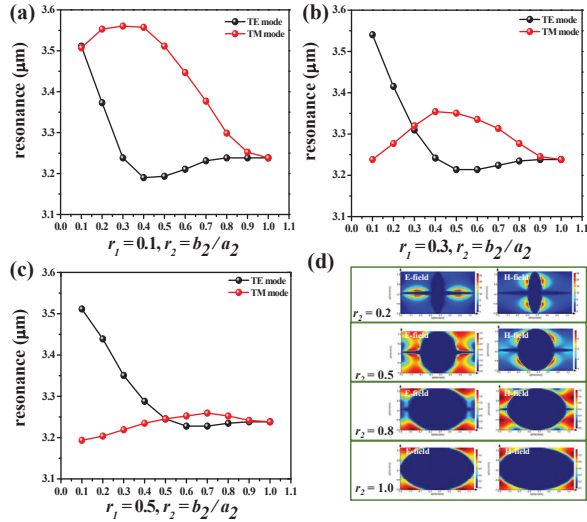 (a)
TE mode
TM mode
3.6
3.5
3.4
3.3
3.2
3.1
resonance (μm)
0.0 0.1 0.2 0.3 0.4 0.5 0.6 0.7 0.8 0.9 1.0 1.1
r1 =0.1, r2 = b2/ a2
(b)
TE mode
TM mode
3.6
3.5
3.4
3.3
3.2
3.1
resonance (μm)
0.0 0.1 0.2 0.3 0.4 0.5 0.6 0.7 0.8 0.9 1.0 1.1
r1 =0.3, r2 = b2/ a2
(c)
TE mode
TM mode
3.6
3.5
3.4
3.3
3.2
3.1
resonance (μm)
0.0 0.1 0.2 0.3 0.4 0.5 0.6 0.7 0.8 0.9 1.0 1.1
r1 =0.5, r2 = b2/ a2
(d)
E-field H-field
r2 = 0.2
E-field H-field
r2 = 0.5
E-field H-field
r2 = 0.8
E-field H-field
r2 = 1.0